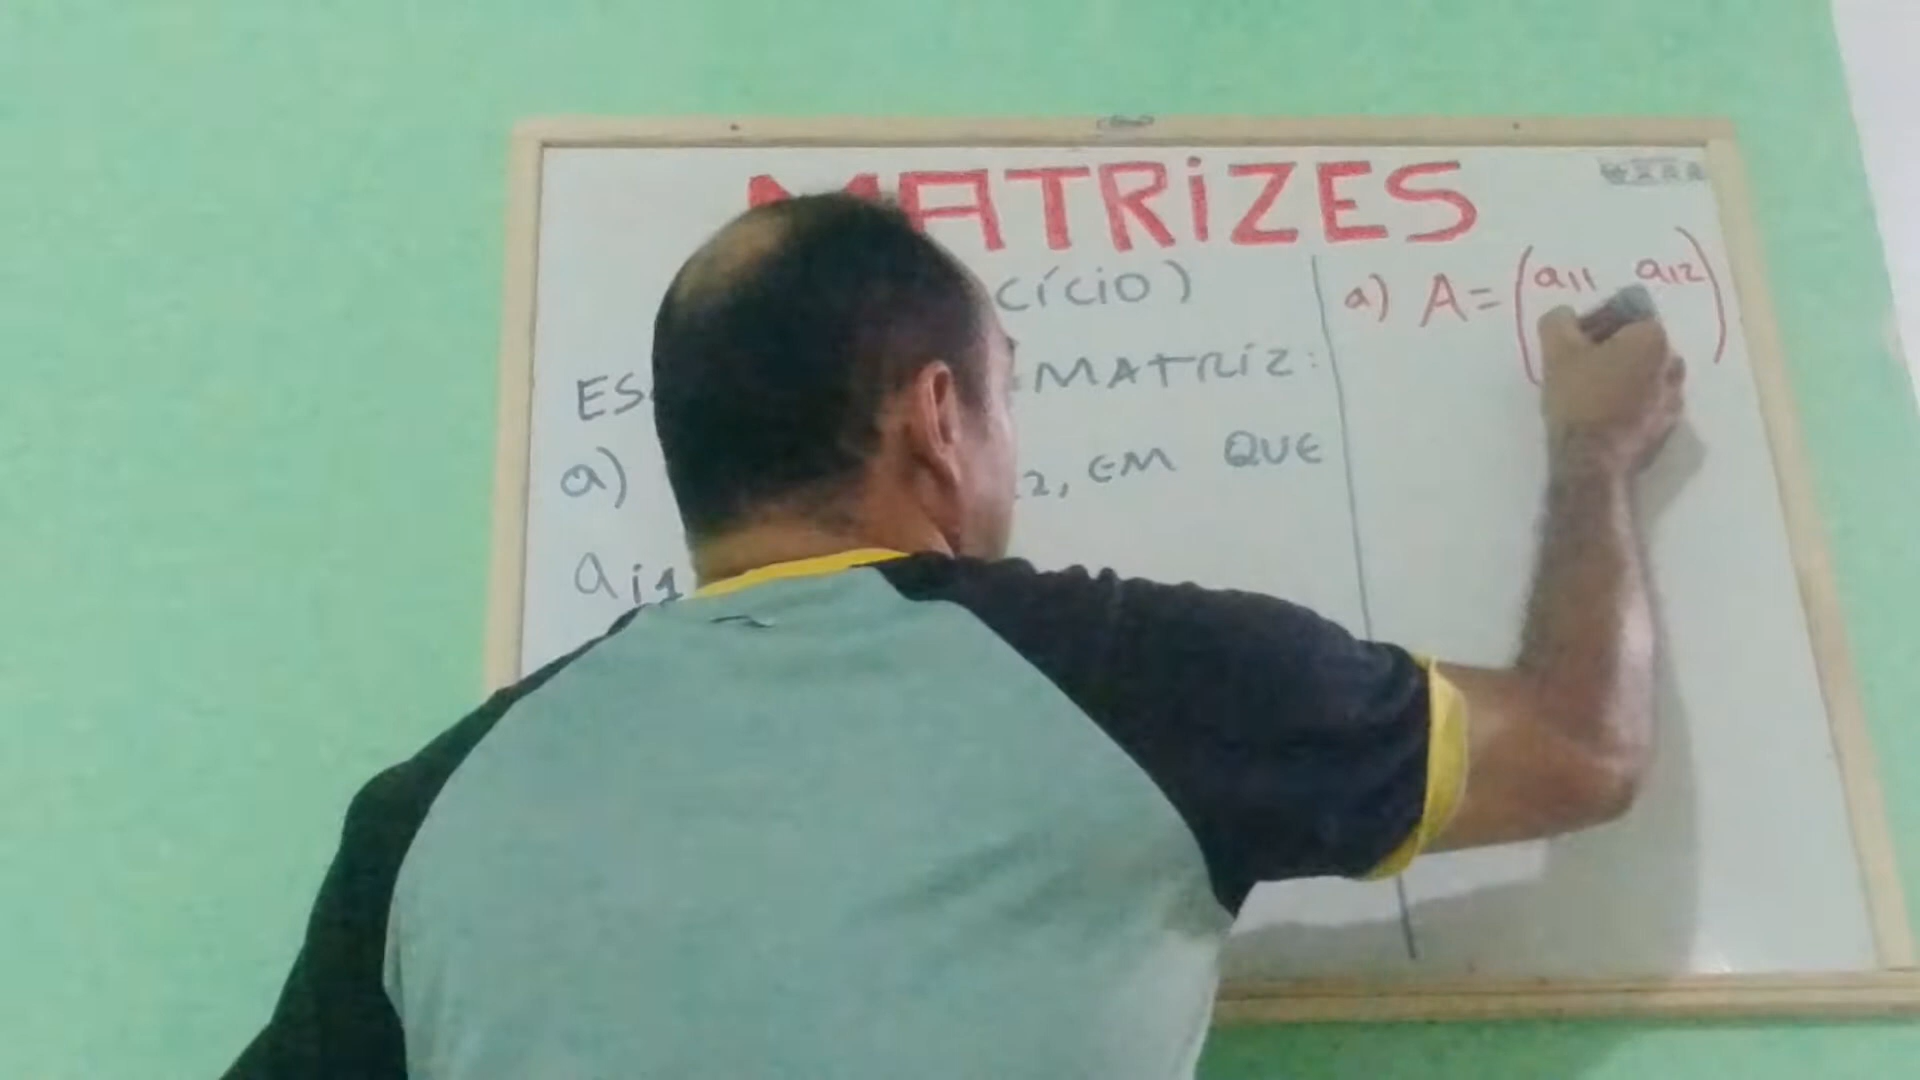 MATRiZES
cício)
ES MATRiZ:
a) 2, EM QUE
ai1
a) A = (a11 a12)